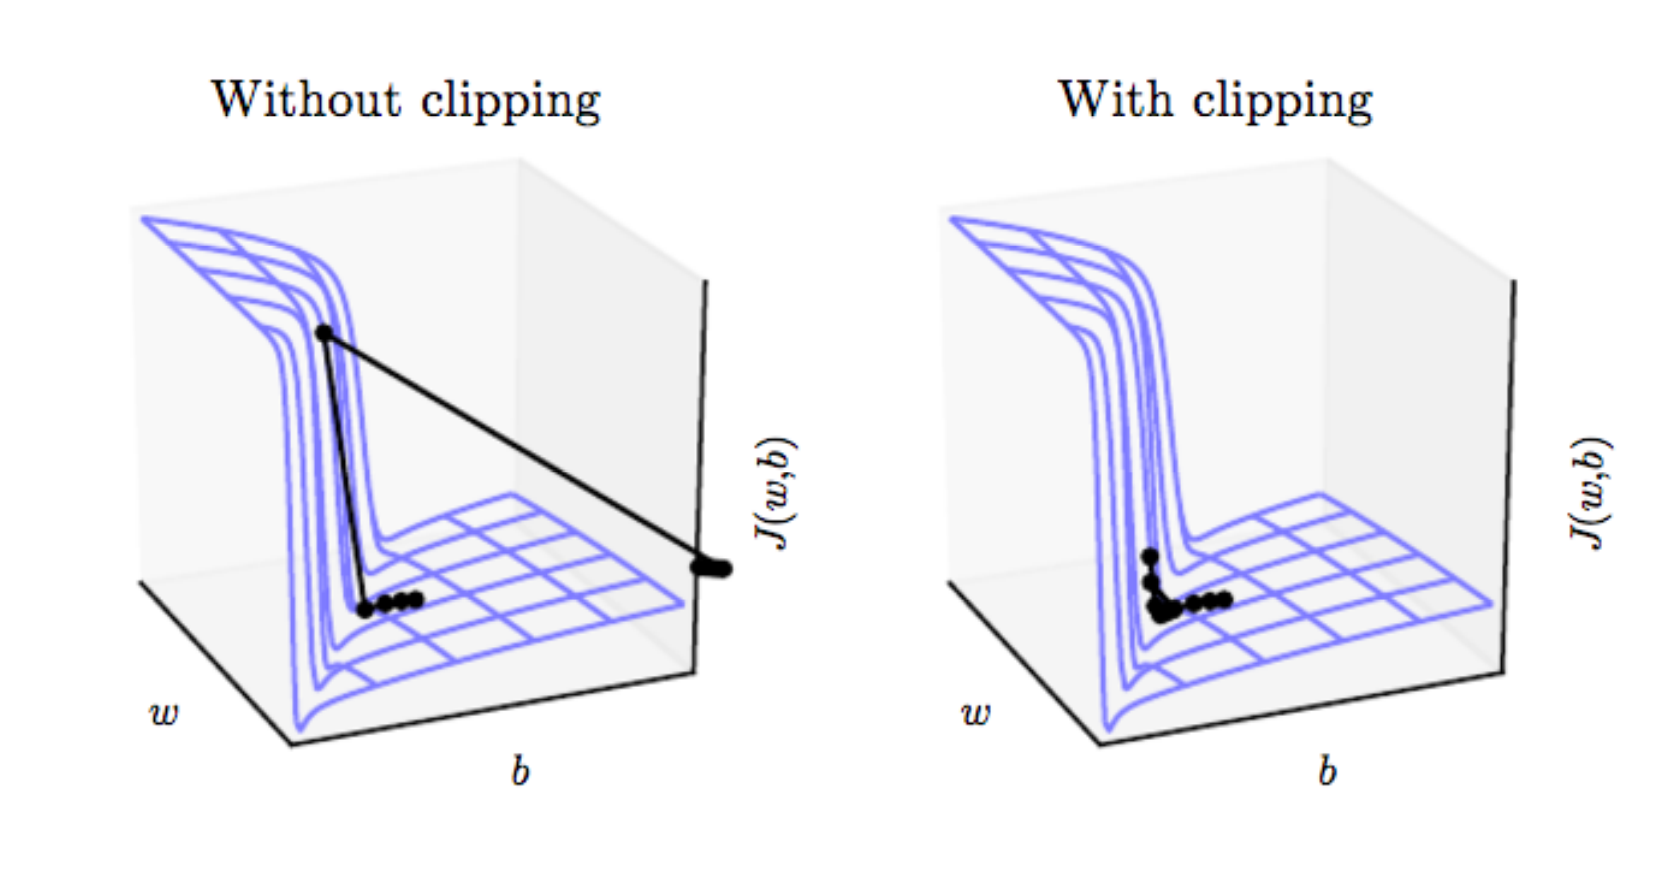 Without clipping
J(w,b)
w
b
With clipping
J(w,b)
w
b